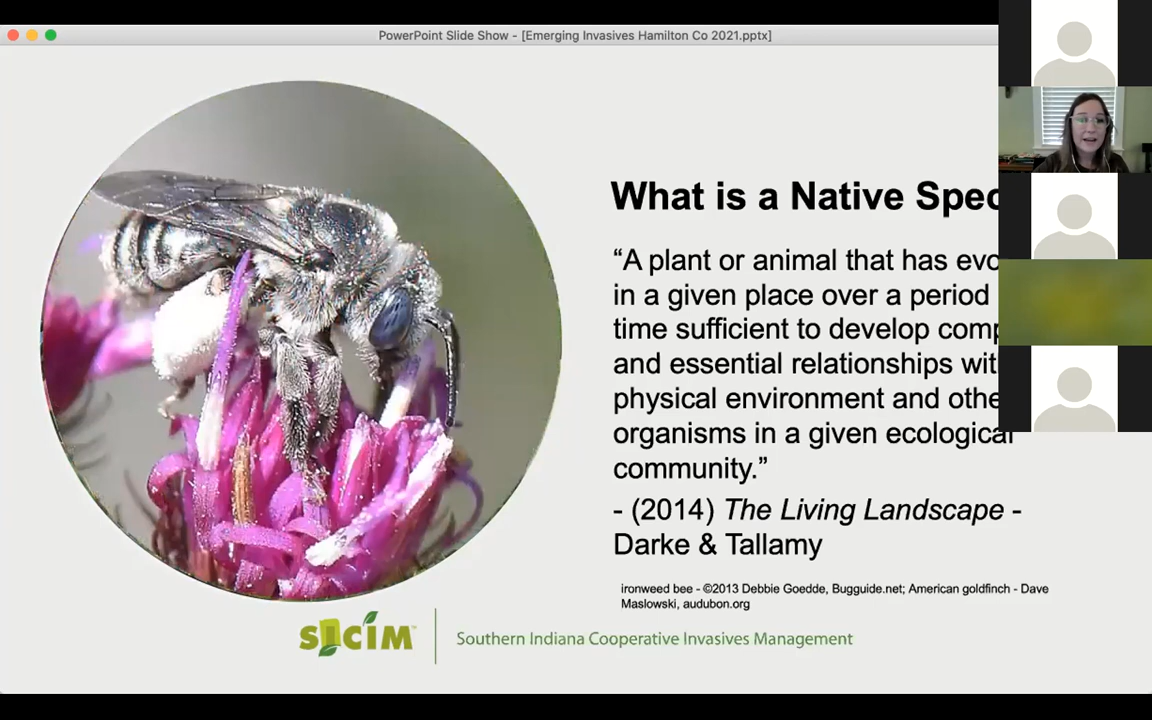 PowerPoint Slide Show - [Emerging Invasives Hamilton Co 2021.pptx]
What is a Native Spec
“A plant or animal that has evo
in a given place over a period
time sufficient to develop comp
and essential relationships wit
physical environment and othe
organisms in a given ecological
community.”
- (2014) The Living Landscape -
Darke & Tallamy
ironweed bee - ©2013 Debbie Goedde, Bugguide.net; American goldfinch - Dave
Maslowski, audubon.org
SICIM™
Southern Indiana Cooperative Invasives Management